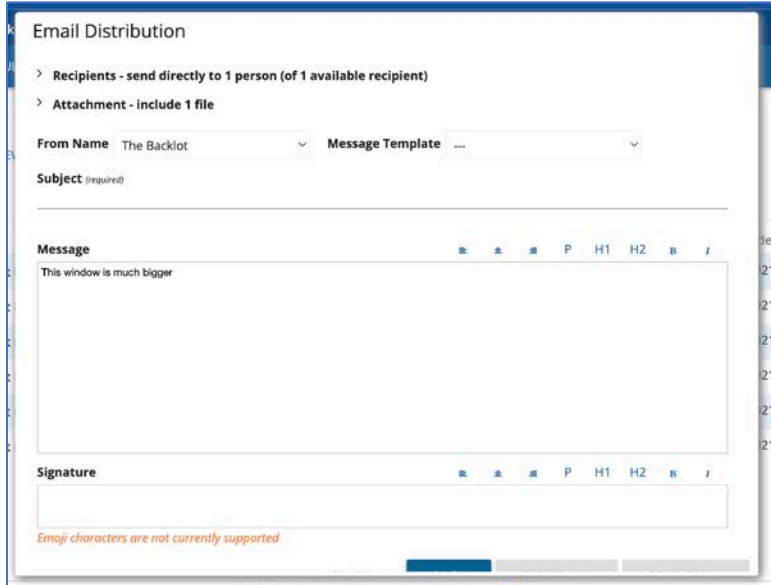 Email Distribution
Recipients - send directly to 1 person (of 1 available recipient)
Attachment - include 1 file
From Name The Backlot Message Template ---
Subject (required)
Message P H1 H2 B I
This window is much bigger
Signature P H1 H2 B I
Emoji characters are not currently supported